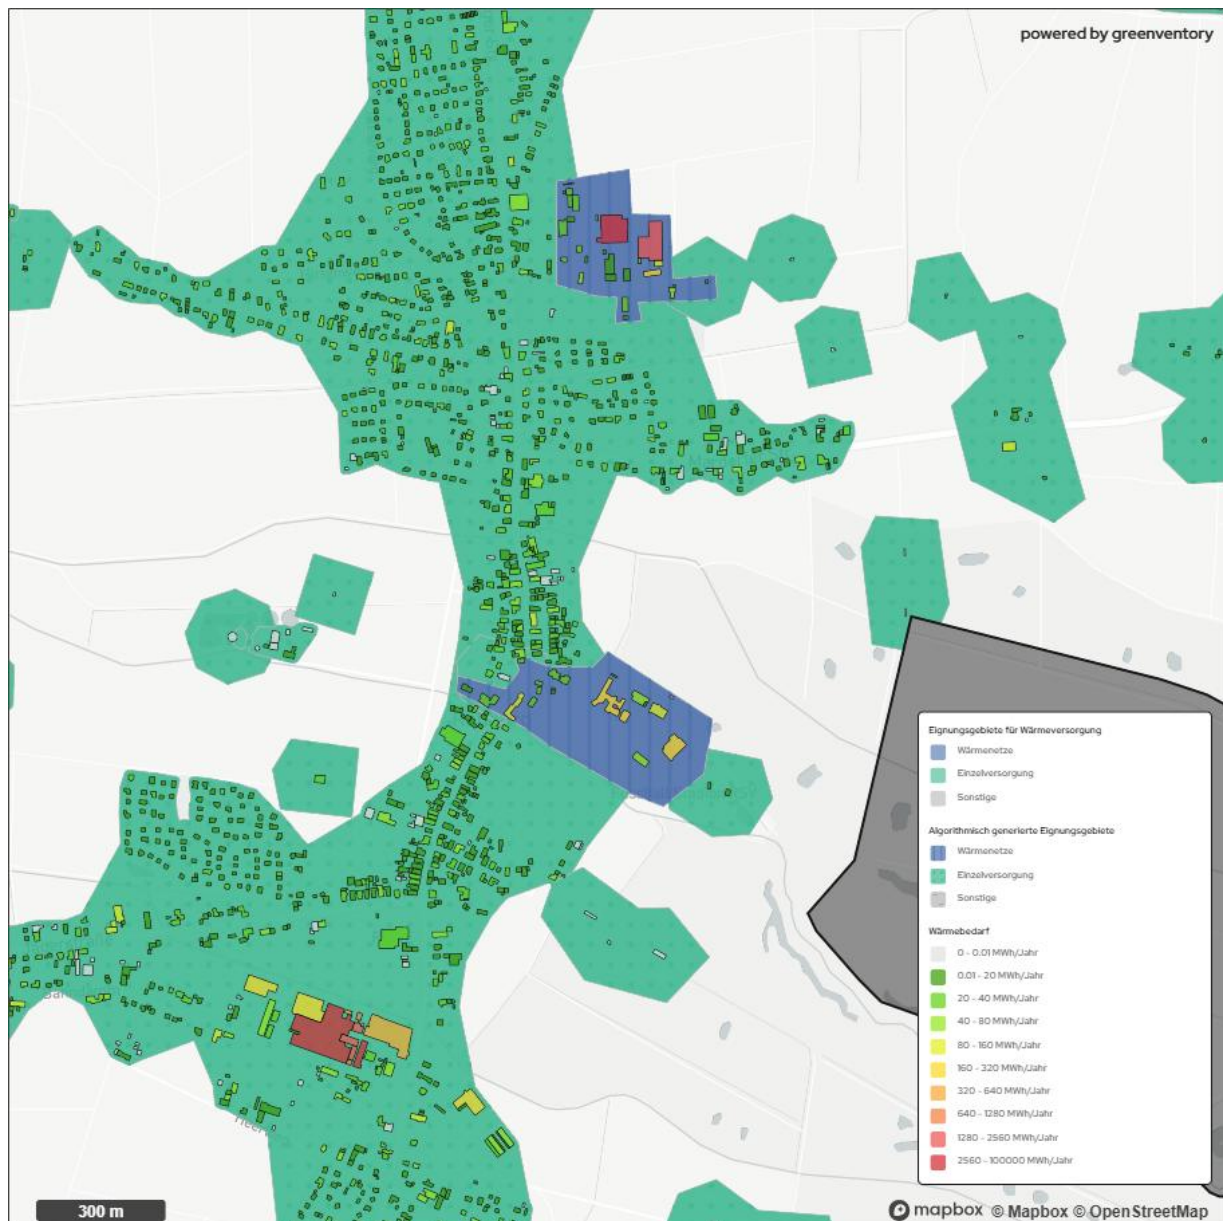 powered by greenventory
Eignungsgebiete für Wärmeversorgung
Wärmenetze
Einzelversorgung
Sonstige
Algorithmisch generierte Eignungsgebiete
Wärmenetze
Einzelversorgung
Sonstige
Wärmebedarf
0 - 0.01 MWh/Jahr
0.01 - 20 MWh/Jahr
20 - 40 MWh/Jahr
40 - 80 MWh/Jahr
80 - 160 MWh/Jahr
160 - 320 MWh/Jahr
320 - 640 MWh/Jahr
640 - 1280 MWh/Jahr
1280 - 2560 MWh/Jahr
2560 - 100000 MWh/Jahr
300 m
mapbox © Mapbox © OpenStreetMap